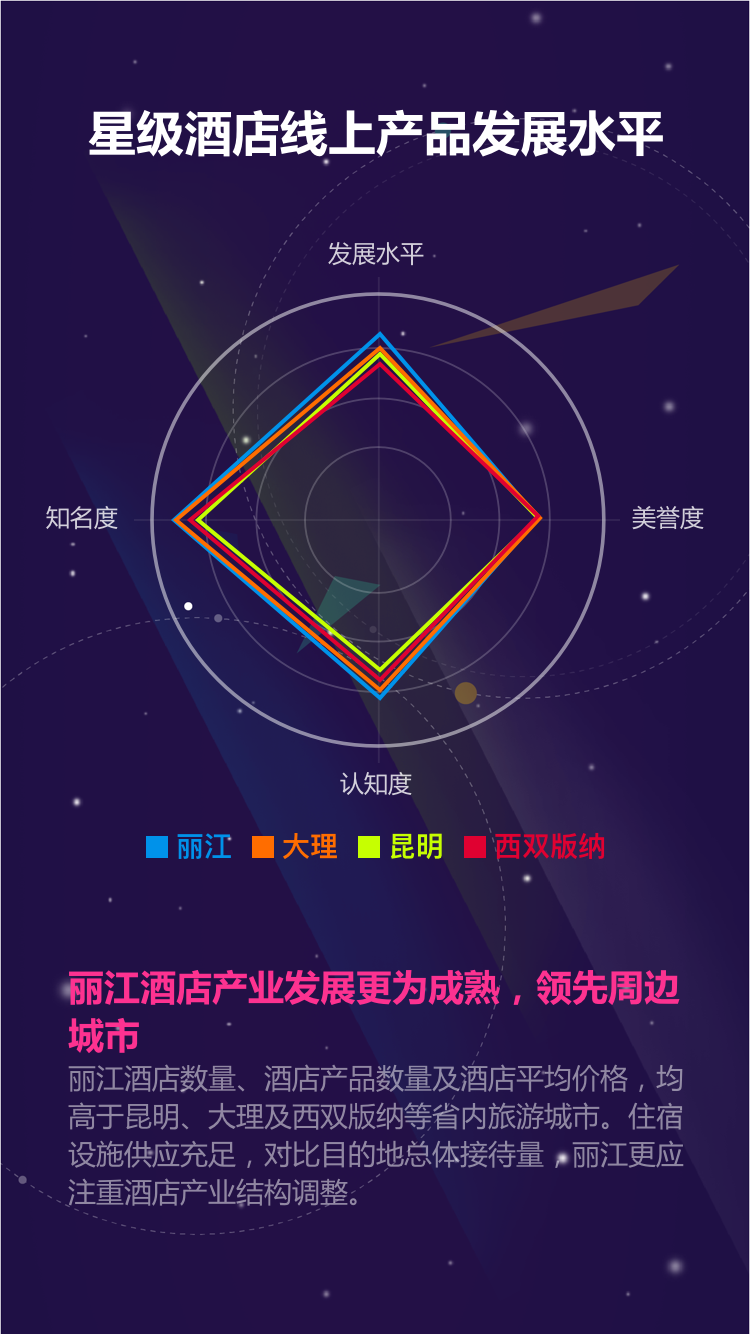 星级酒店线上产品发展水平
发展水平
知名度
美誉度
认知度
丽江 大理 昆明 西双版纳
丽江酒店产业发展更为成熟，领先周边
城市
丽江酒店数量、酒店产品数量及酒店平均价格，均
高于昆明、大理及西双版纳等省内旅游城市。住宿
设施供应充足，对比目的地总体接待量，丽江更应
注重酒店产业结构调整。